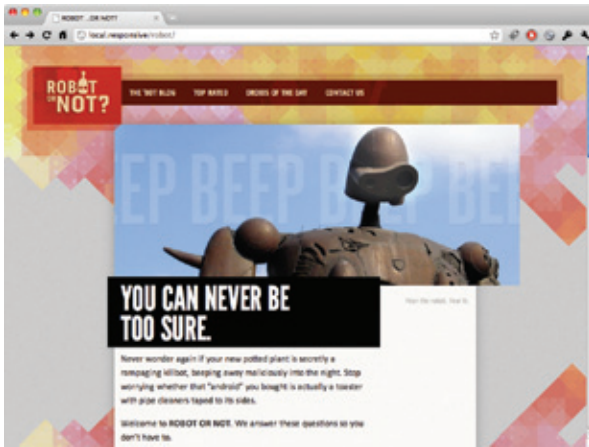 ROBOT ...OR NOT?
local.responsive/robot/
ROBOT
OR NOT?
THE 'BOT BLOG TOP RATED DROIDS OF THE DAY CONTACT US
EEP BEEP BEEP BEE
YOU CAN NEVER BE
TOO SURE.
Never wonder again if your new potted plant is secretly a
rampaging killbot, beeping away maliciously into the night. Stop
worrying whether that "android" you bought is actually a toaster
with pipe cleaners taped to its sides.
Welcome to ROBOT OR NOT. We answer these questions so you
don't have to.